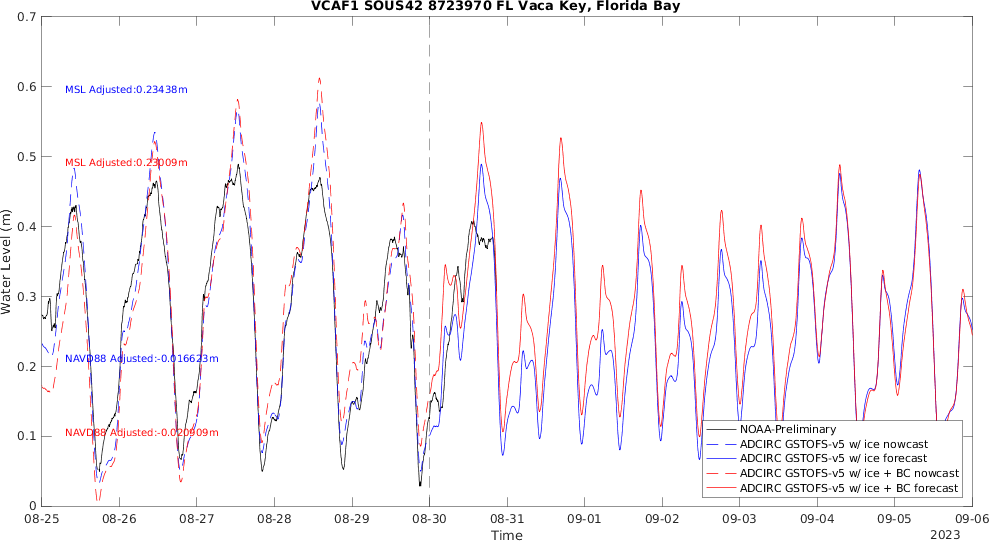 VCAF1 SOUS42 8723970 FL Vaca Key, Florida Bay
Water Level (m)
0.7
0.6
0.5
0.4
0.3
0.2
0.1
0
MSL Adjusted:0.23438m
MSL Adjusted:0.23009m
NAVD88 Adjusted:-0.016623m
NAVD88 Adjusted:-0.020909m
NOAA-Preliminary
ADCIRC GSTOFS-v5 w/ ice nowcast
ADCIRC GSTOFS-v5 w/ ice forecast
ADCIRC GSTOFS-v5 w/ ice + BC nowcast
ADCIRC GSTOFS-v5 w/ ice + BC forecast
08-25 08-26 08-27 08-28 08-29 08-30 08-31 09-01 09-02 09-03 09-04 09-05 09-06
Time
2023